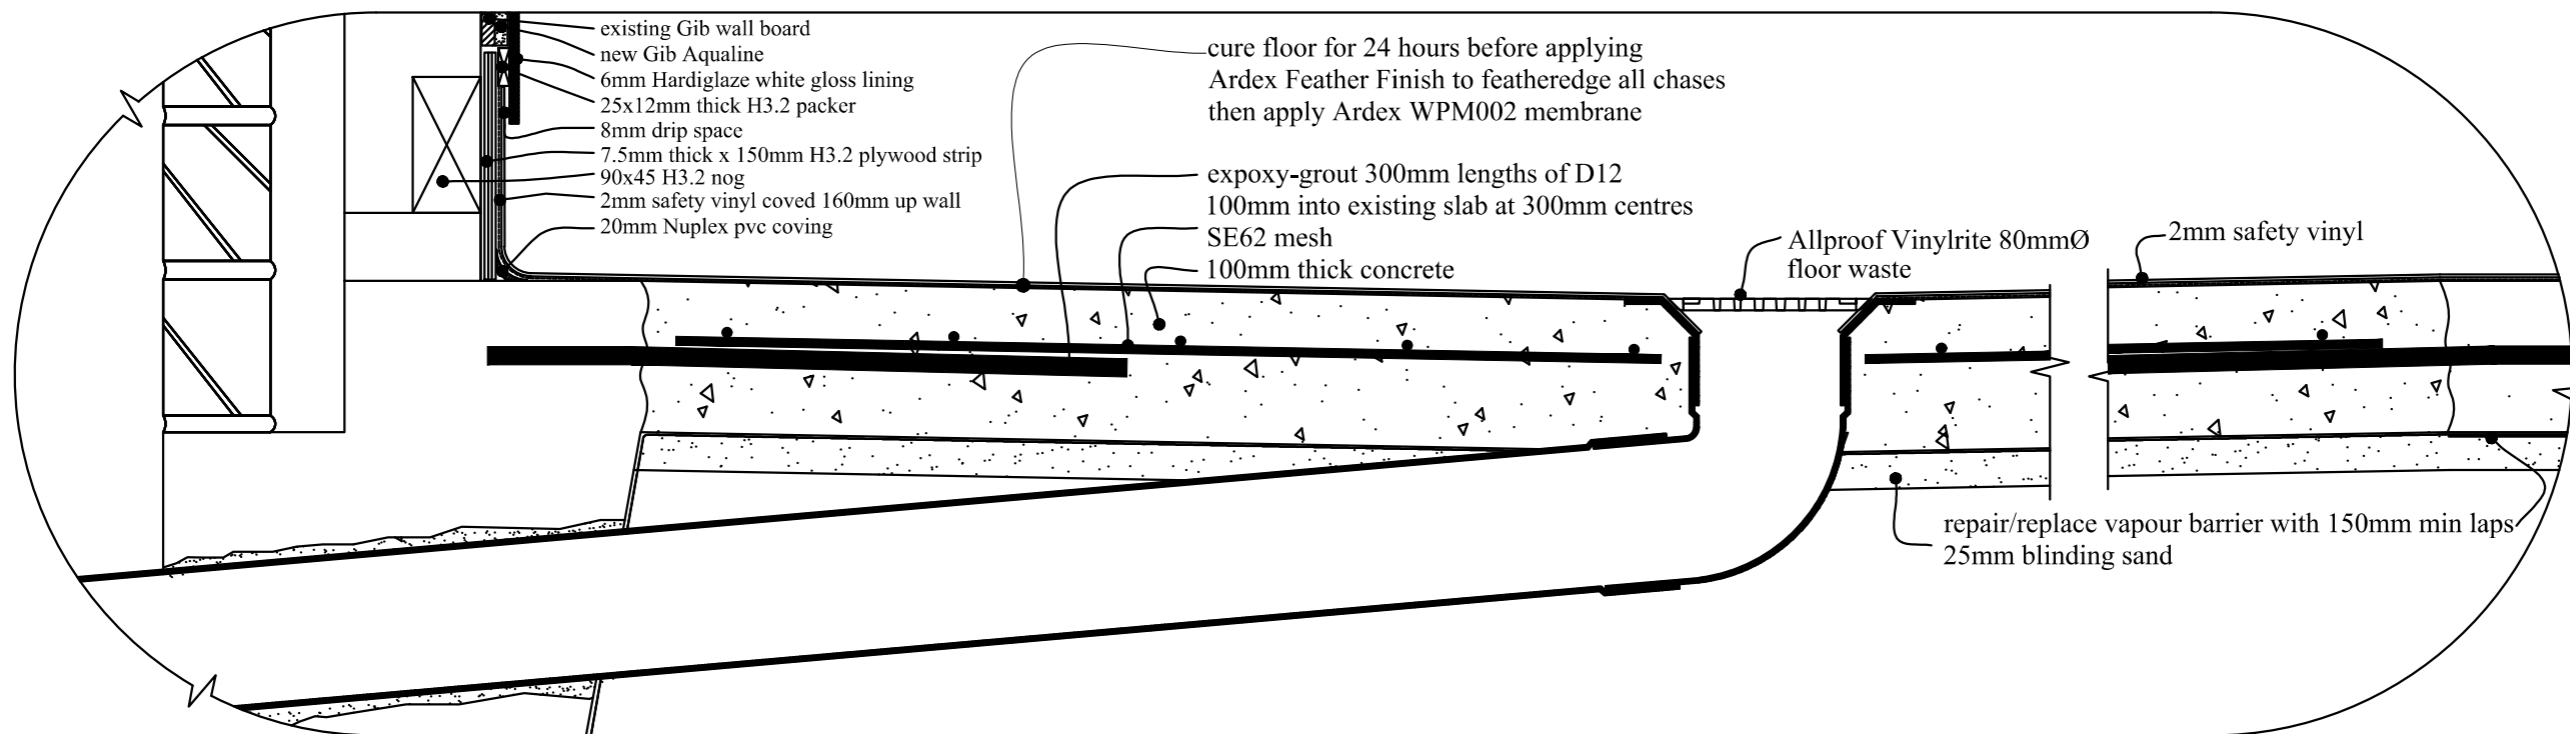 existing Gib wall board
new Gib Aqualine
6mm Hardiglaze white gloss lining
25x12mm thick H3.2 packer
8mm drip space
7.5mm thick x 150mm H3.2 plywood strip
90x45 H3.2 nog
2mm safety vinyl coved 160mm up wall
20mm Nuplex pvc coving
cure floor for 24 hours before applying
Ardex Feather Finish to featheredge all chases
then apply Ardex WPM002 membrane
expoxy-grout 300mm lengths of D12
100mm into existing slab at 300mm centres
SE62 mesh
100mm thick concrete
Allproof Vinylrite 80mmØ
floor waste
2mm safety vinyl
repair/replace vapour barrier with 150mm min laps
25mm blinding sand